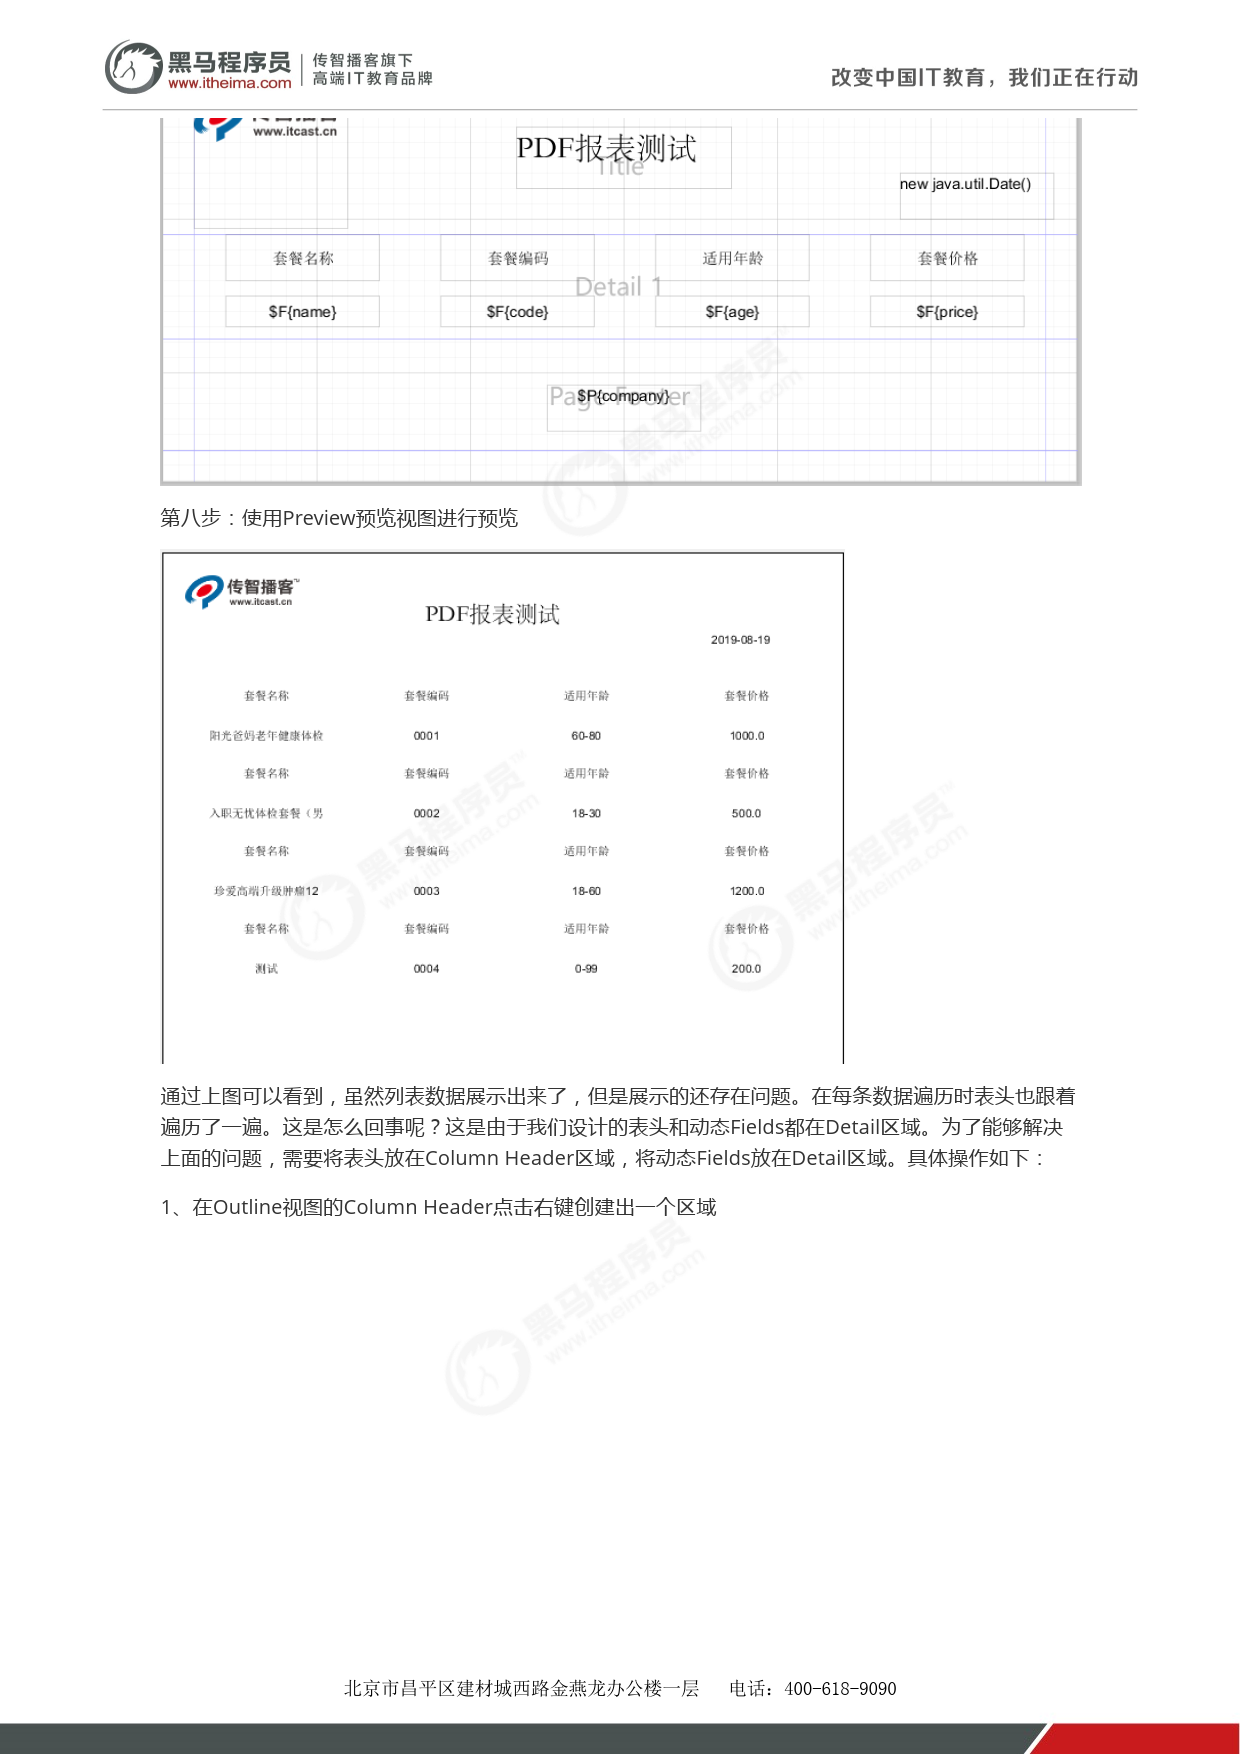 黑马程序员 传智播客旗下
www.itheima.com 高端IT教育品牌
改变中国IT教育，我们正在行动
www.itcast.cn
PDF报表测试
Title
new java.util.Date()
套餐名称 套餐编码 适用年龄 套餐价格
Detail 1
$F{name} $F{code} $F{age} $F{price}
Page Footer
$P{company}
第八步：使用Preview预览视图进行预览
传智播客™
www.itcast.cn
PDF报表测试
2019-08-19
套餐名称 套餐编码 适用年龄 套餐价格
阳光爸妈老年健康体检 0001 60-80 1000.0
套餐名称 套餐编码 适用年龄 套餐价格
入职无忧体检套餐（男 0002 18-30 500.0
套餐名称 套餐编码 适用年龄 套餐价格
珍爱高端升级肿瘤12 0003 18-60 1200.0
套餐名称 套餐编码 适用年龄 套餐价格
测试 0004 0-99 200.0
通过上图可以看到，虽然列表数据展示出来了，但是展示的还存在问题。在每条数据遍历时表头也跟着
遍历了一遍。这是怎么回事呢？这是由于我们设计的表头和动态Fields都在Detail区域。为了能够解决
上面的问题，需要将表头放在Column Header区域，将动态Fields放在Detail区域。具体操作如下：
1、在Outline视图的Column Header点击右键创建出一个区域
黑马程序员™
www.itheima.com
北京市昌平区建材城西路金燕龙办公楼一层 电话：400-618-9090